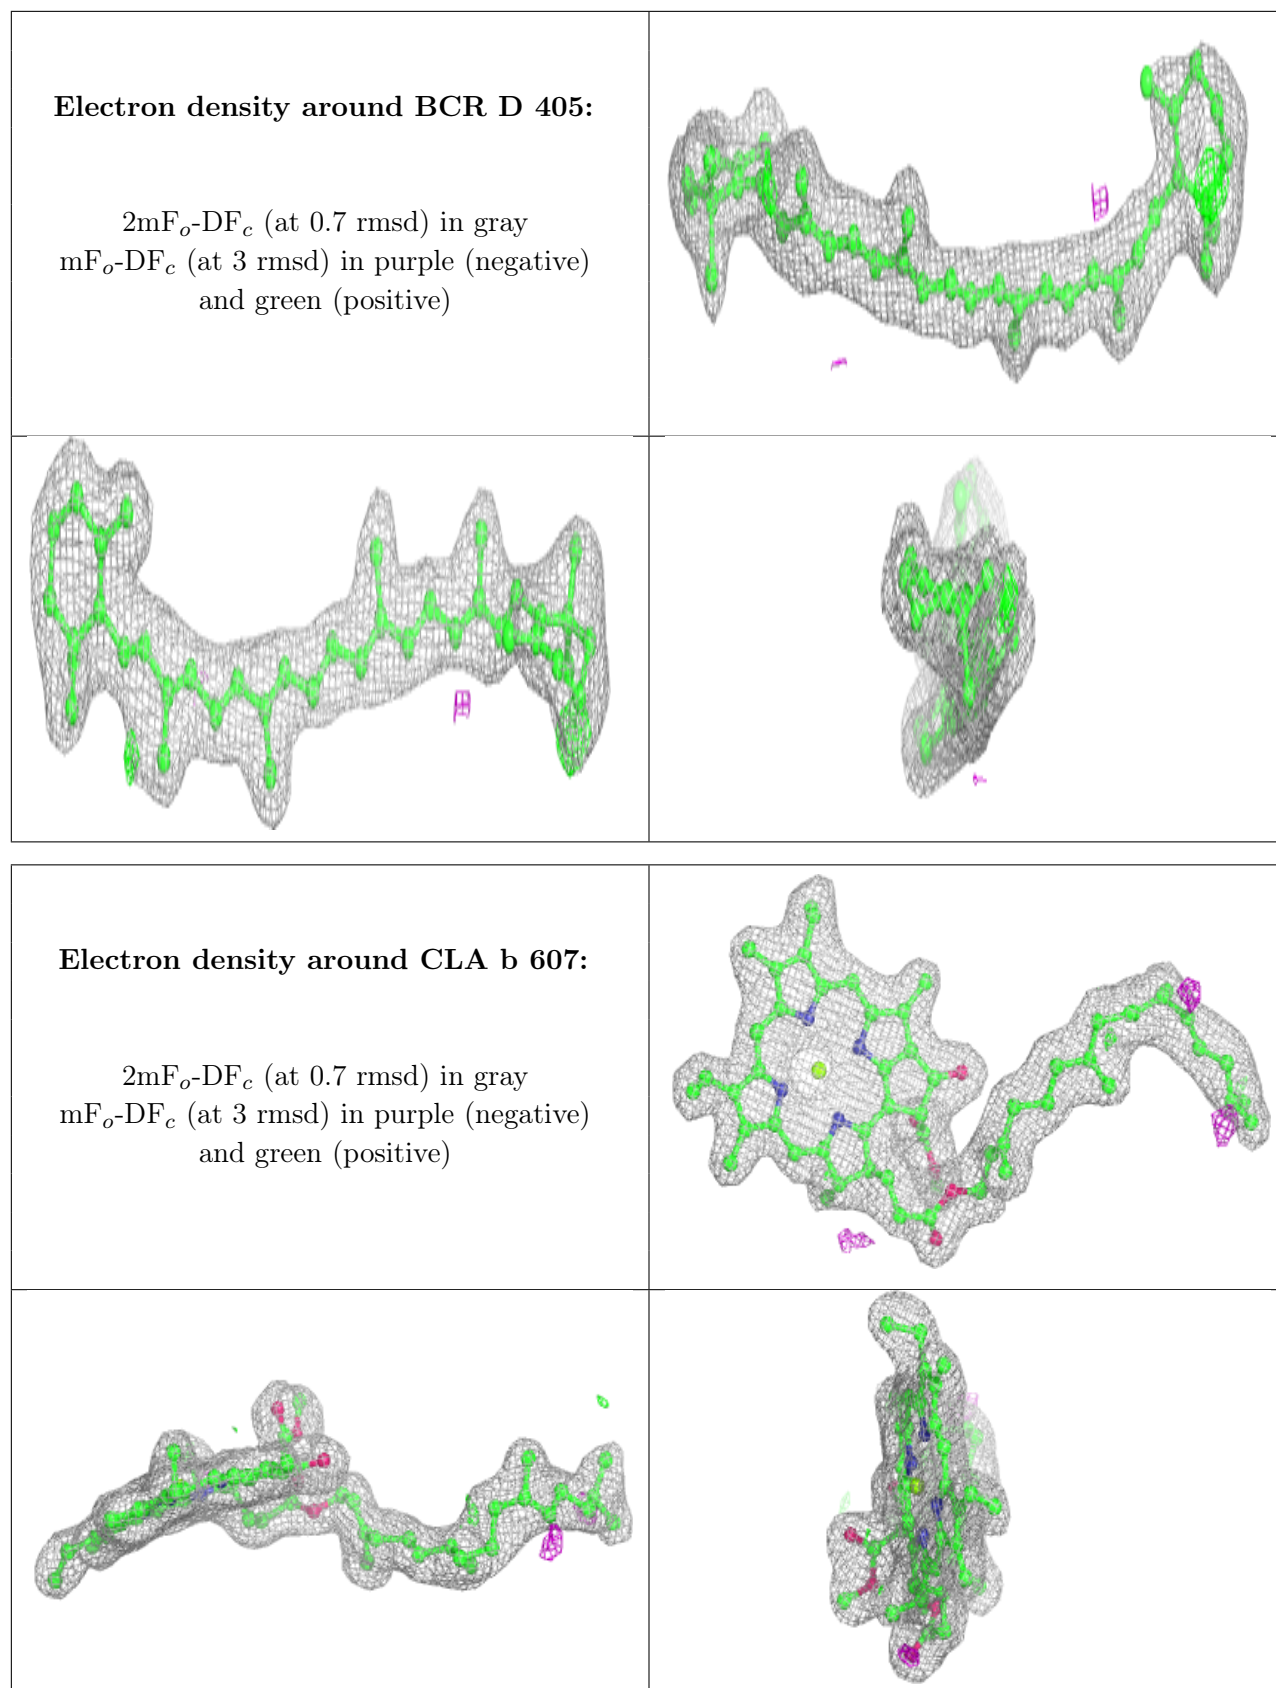 Electron density around BCR D 405:
2mFo-DFc (at 0.7 rmsd) in gray
mFo-DFc (at 3 rmsd) in purple (negative)
and green (positive)
Electron density around CLA b 607:
2mFo-DFc (at 0.7 rmsd) in gray
mFo-DFc (at 3 rmsd) in purple (negative)
and green (positive)